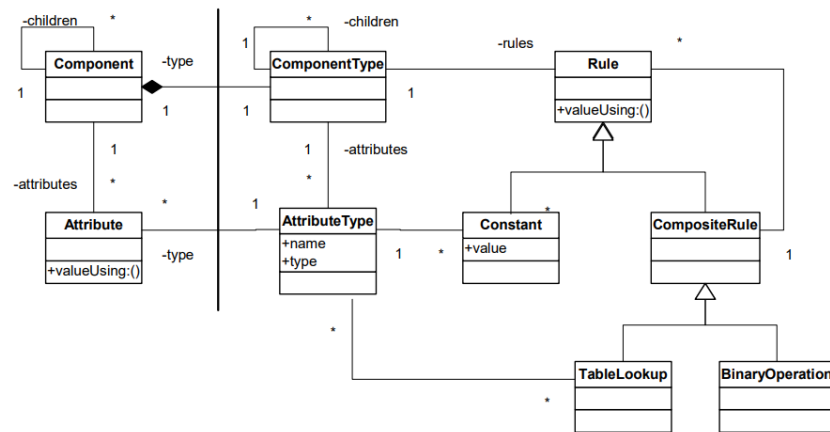 -children * * -children
Component -type 1 ComponentType -rules Rule *
1 1 1 1 +valueUsing:()
1 1 -attributes
-attributes * *
Attribute * 1 AttributeType Constant * CompositeRule
+name +value
+valueUsing:() -type +type 1 * 1
*
TableLookup BinaryOperation
*